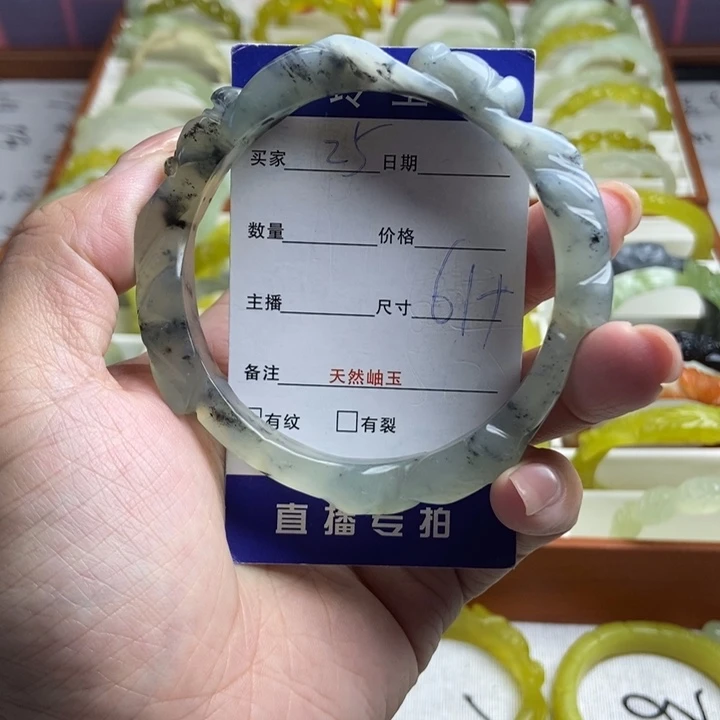 买家 25 日期
数量 价格
主播 尺寸 61+
备注 天然岫玉
有纹 有裂
直播专拍